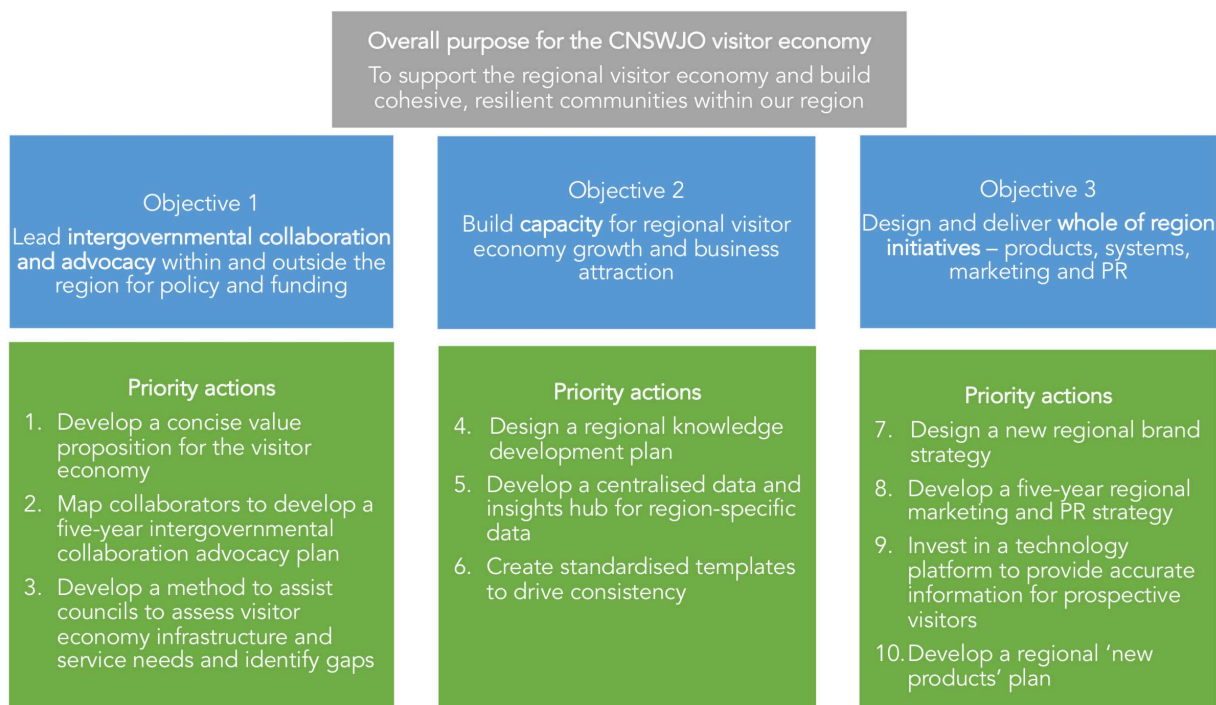 Overall purpose for the CNSWJO visitor economy
To support the regional visitor economy and build
cohesive, resilient communities within our region
Objective 1
Lead intergovernmental collaboration
and advocacy within and outside the
region for policy and funding
Objective 2
Build capacity for regional visitor
economy growth and business
attraction
Objective 3
Design and deliver whole of region
initiatives – products, systems,
marketing and PR
Priority actions
1. Develop a concise value
proposition for the visitor
economy
2. Map collaborators to develop a
five-year intergovernmental
collaboration advocacy plan
3. Develop a method to assist
councils to assess visitor
economy infrastructure and
service needs and identify gaps
Priority actions
4. Design a regional knowledge
development plan
5. Develop a centralised data and
insights hub for region-specific
data
6. Create standardised templates
to drive consistency
Priority actions
7. Design a new regional brand
strategy
8. Develop a five-year regional
marketing and PR strategy
9. Invest in a technology
platform to provide accurate
information for prospective
visitors
10. Develop a regional ‘new
products’ plan